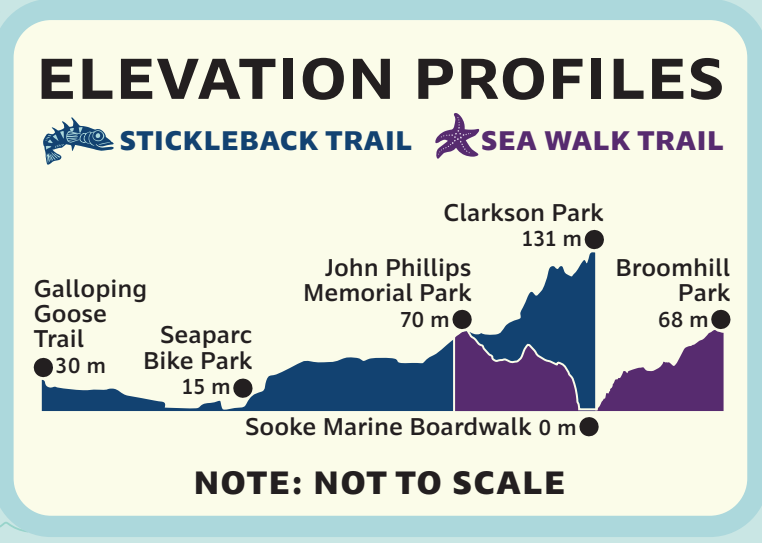 ELEVATION PROFILES
STICKLEBACK TRAIL
SEA WALK TRAIL
Clarkson Park
131 m
John Phillips
Memorial Park
70 m
Broomhill
Park
68 m
Galloping
Goose
Trail
30 m
Seaparc
Bike Park
15 m
Sooke Marine Boardwalk 0 m
NOTE: NOT TO SCALE